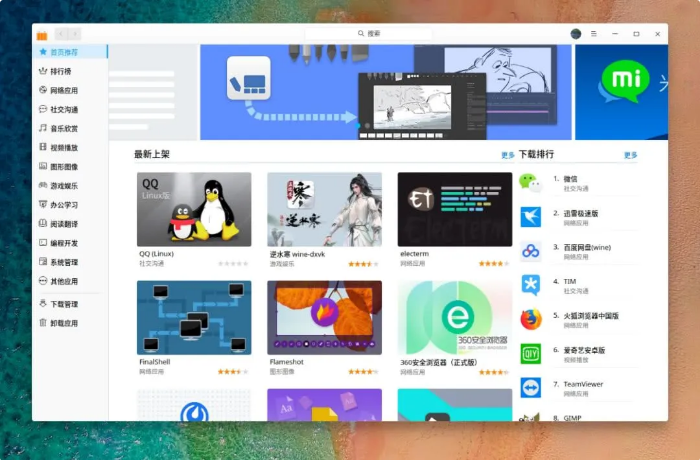 搜索
首页推荐
排行榜
网络应用
社交沟通
音乐欣赏
视频播放
图形图像
游戏娱乐
办公学习
阅读翻译
编程开发
系统管理
其他应用
下载管理
卸载应用
mi
最新上架
更多
QQ
Linux版
QQ (Linux)
社交沟通
寒
逆水寒
逆水寒 wine-dxvk
游戏娱乐
Et
electerm
electerm
网络应用
FinalShell
网络应用
Flameshot
图形图像
360安全浏览器
360安全浏览器（正式版）
网络应用
Aa
下载排行
更多
1. 微信
社交沟通
2. 迅雷极速版
网络应用
3. 百度网盘(wine)
网络应用
4. TIM
社交沟通
5. 火狐浏览器中国版
网络应用
QIY
6. 爱奇艺安卓版
视频播放
7. TeamViewer
网络应用
8. GIMP